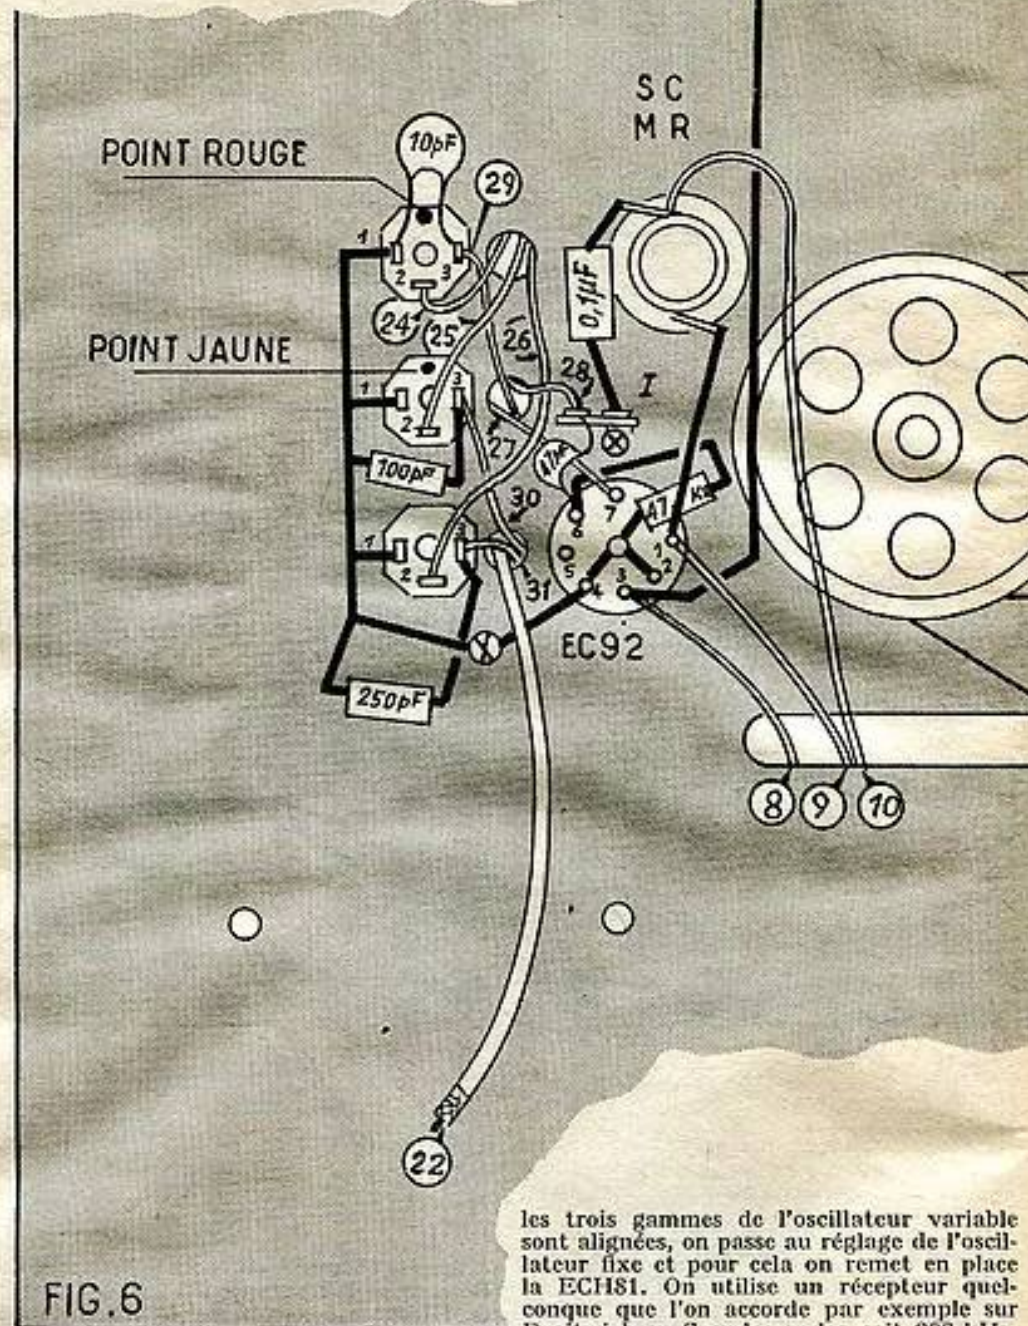 S C
M R
POINT ROUGE
10pF
29
1
2
3
24
25
26
0,1µF
POINT JAUNE
28
I
1
2
3
27
100pF
47pF
30
7
47 K
6
1
1
2
5
2
31
4
3
EC92
250pF
8
9
10
22
les trois gammes de l'oscillateur variable
sont alignées, on passe au réglage de l'oscil-
lateur fixe et pour cela on remet en place
la ECH81. On utilise un récepteur quel-
conque que l'on accorde par exemple sur
FIG.6